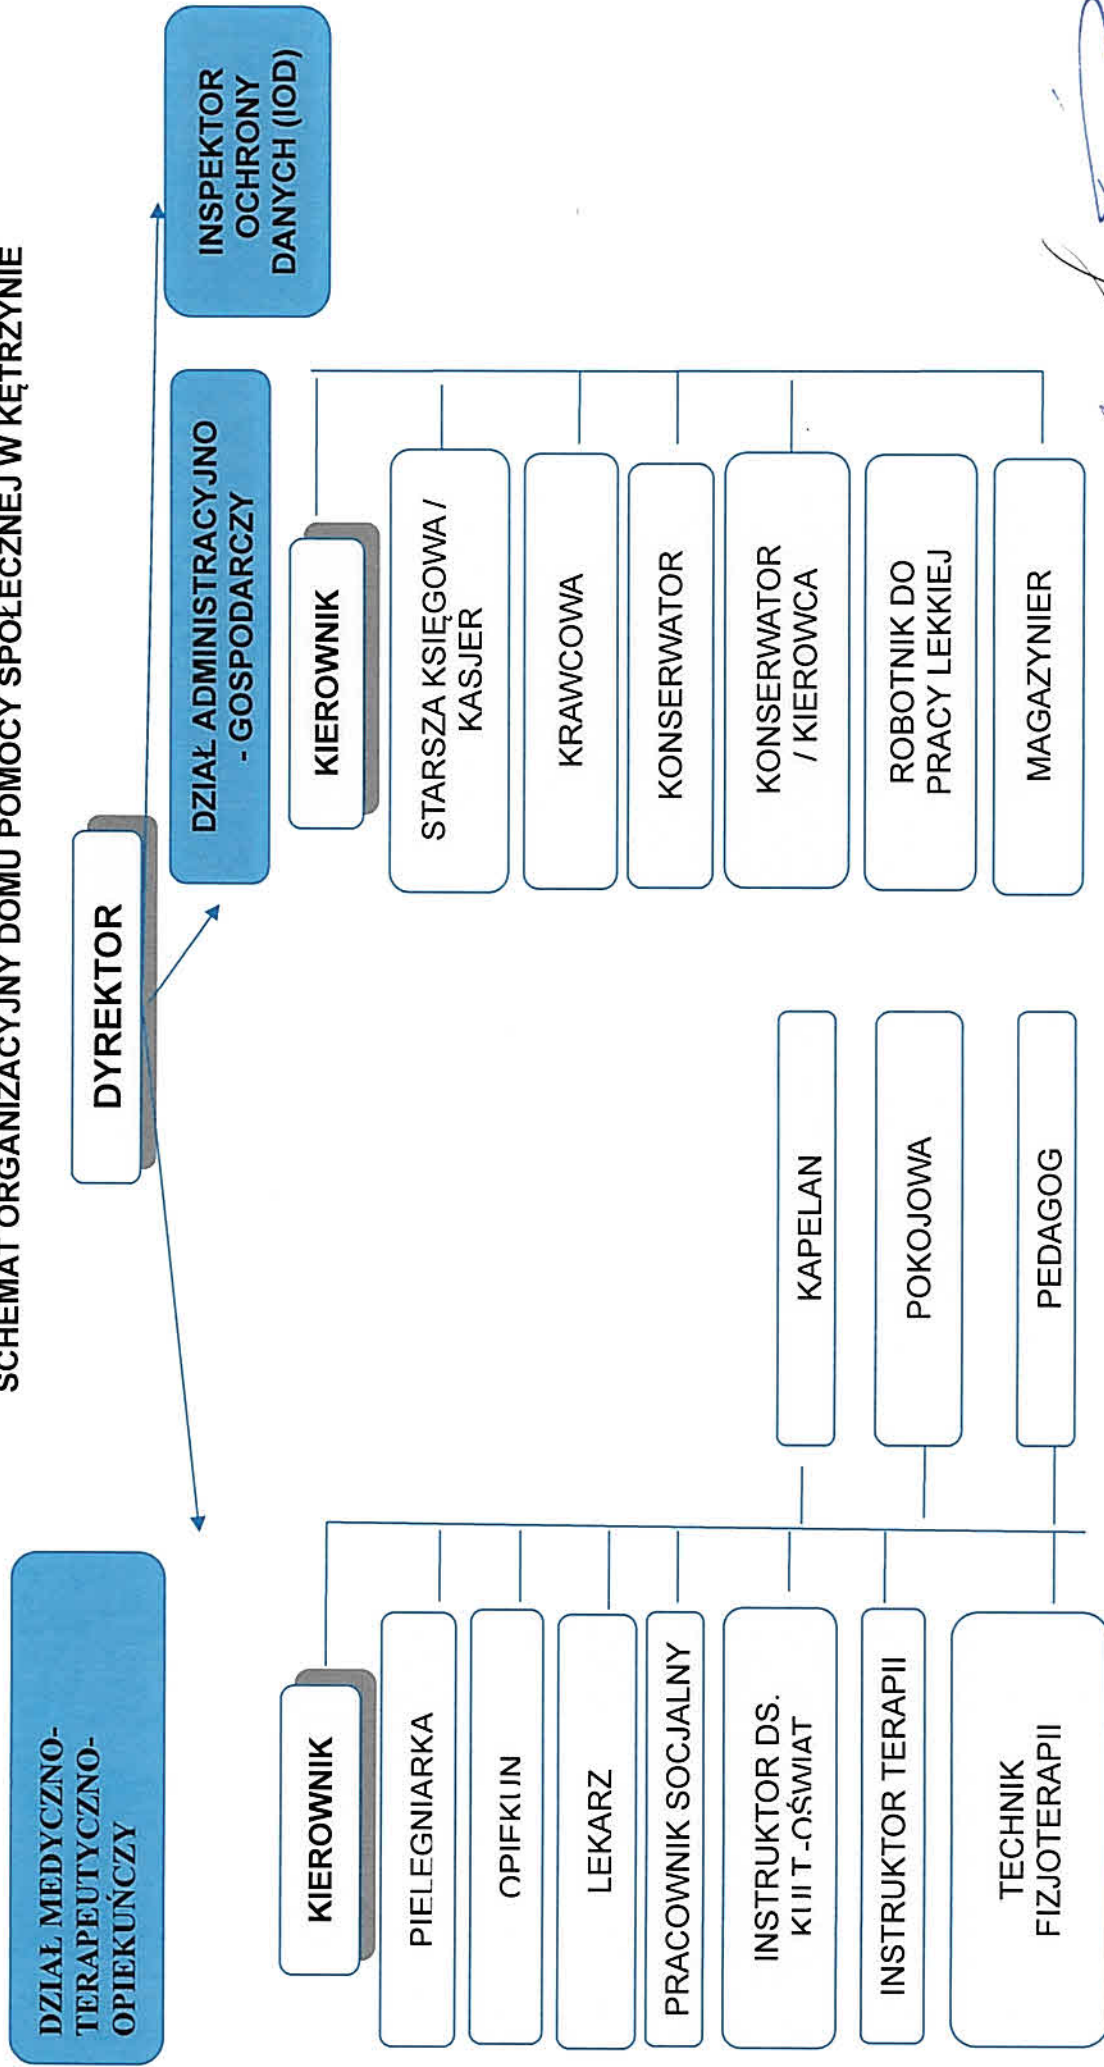 SCHEMAT ORGANIZACYJNY DOMU POMOCY SPOŁECZNEJ W KĘTRZYNIE
DYREKTOR
DZIAŁ MEDYCZNO-
TERAPEUTYCZNO-
OPIEKUŃCZY
KIEROWNIK
PIELĘGNIARKA
OPIEKUN
LEKARZ
PRACOWNIK SOCJALNY
INSTRUKTOR DS.
KULT.-OŚWIAT
INSTRUKTOR TERAPII
TECHNIK
FIZJOTERAPII
KAPELAN
POKOJOWA
PEDAGOG
DZIAŁ ADMINISTRACYJNO
- GOSPODARCZY
KIEROWNIK
STARSZA KSIĘGOWA /
KASJER
KRAWCOWA
KONSERWATOR
KONSERWATOR
/ KIEROWCA
ROBOTNIK DO
PRACY LEKKIEJ
MAGAZYNIER
INSPEKTOR
OCHRONY
DANYCH (IOD)